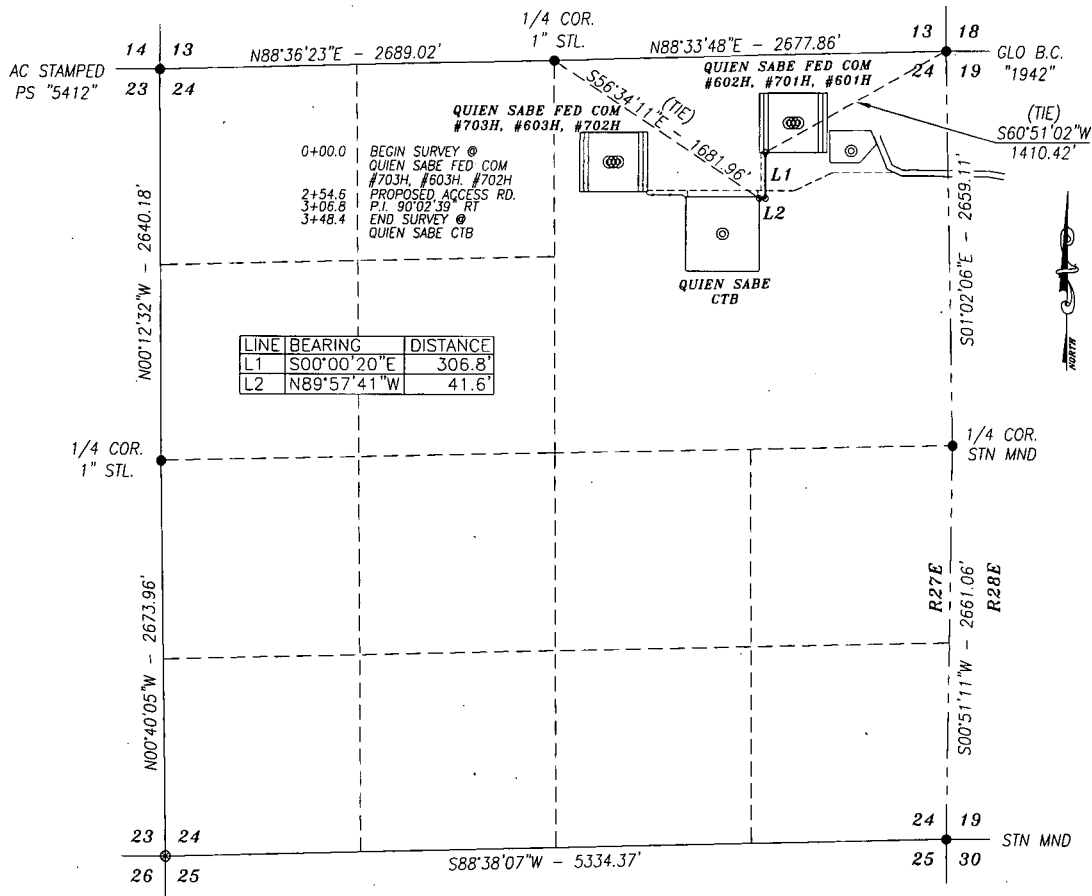 1/4 COR.
1" STL.
14 13
N88°36'23"E - 2689.02'
N88°33'48"E - 2677.86'
13 18
AC STAMPED
PS "5412"
23 24
24 19
GLO B.C.
"1942"
QUIEN SABE FED COM
#602H, #701H, #601H
S56°34'11"E - 1681.96'
(TIE)
(TIE)
S60°51'02"W
1410.42'
QUIEN SABE FED COM
#703H, #603H, #702H
0+00.0 BEGIN SURVEY @
QUIEN SABE FED COM
#703H, #603H. #702H
2+54.6 PROPOSED ACCESS RD.
3+06.8 P.I. 90°02'39" RT
3+48.4 END SURVEY @
QUIEN SABE CTB
L1
L2
QUIEN SABE
CTB
N00°12'32"W - 2640.18'
S01°02'06"E - 2659.11'
NORTH
LINE BEARING DISTANCE
L1 S00°00'20"E 306.8'
L2 N89°57'41"W 41.6'
1/4 COR.
1" STL.
1/4 COR.
STN MND
N00°40'05"W - 2673.96'
R27E
S00°51'11"W - 2661.06'
R28E
23 24
26 25
S88°38'07"W - 5334.37'
24 19
25 30
STN MND